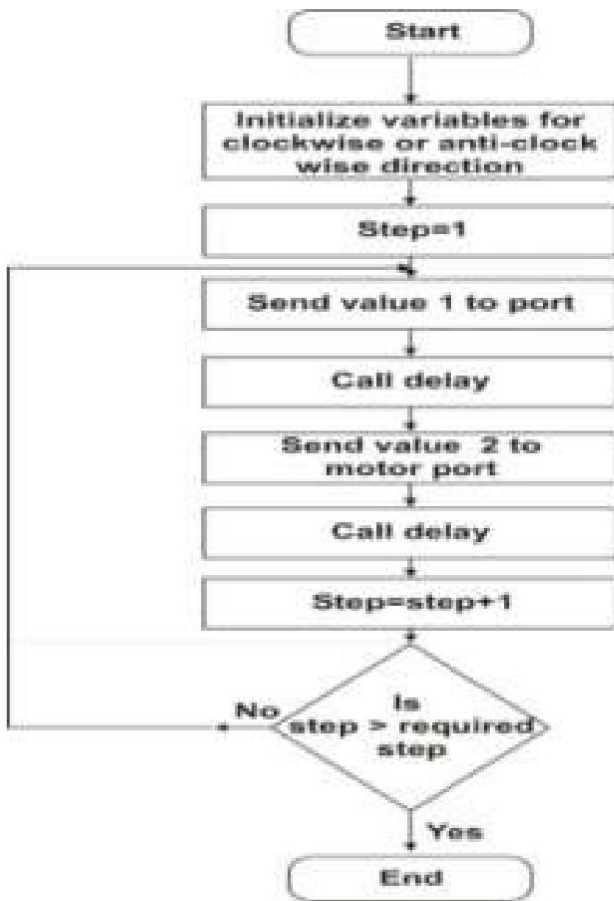 Start
Initialize variables for
clockwise or anti-clock
wise direction
Step=1
Send value 1 to port
Call delay
Send value 2 to
motor port
Call delay
Step=step+1
Is
step > required
step
No
Yes
End